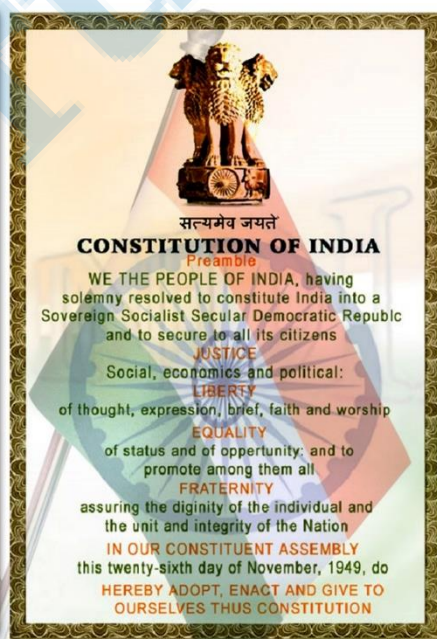 सत्यमेव जयते
CONSTITUTION OF INDIA
Preamble
WE THE PEOPLE OF INDIA, having
solemny resolved to constitute India into a
Sovereign Socialist Secular Democratic Republc
and to secure to all its citizens
JUSTICE
Social, economics and political:
LIBERTY
of thought, expression, brief, faith and worship
EQUALITY
of status and of opportunity: and to
promote among them all
FRATERNITY
assuring the diginity of the individual and
the unit and integrity of the Nation
IN OUR CONSTITUENT ASSEMBLY
this twenty-sixth day of November, 1949, do
HEREBY ADOPT, ENACT AND GIVE TO
OURSELVES THUS CONSTITUTION